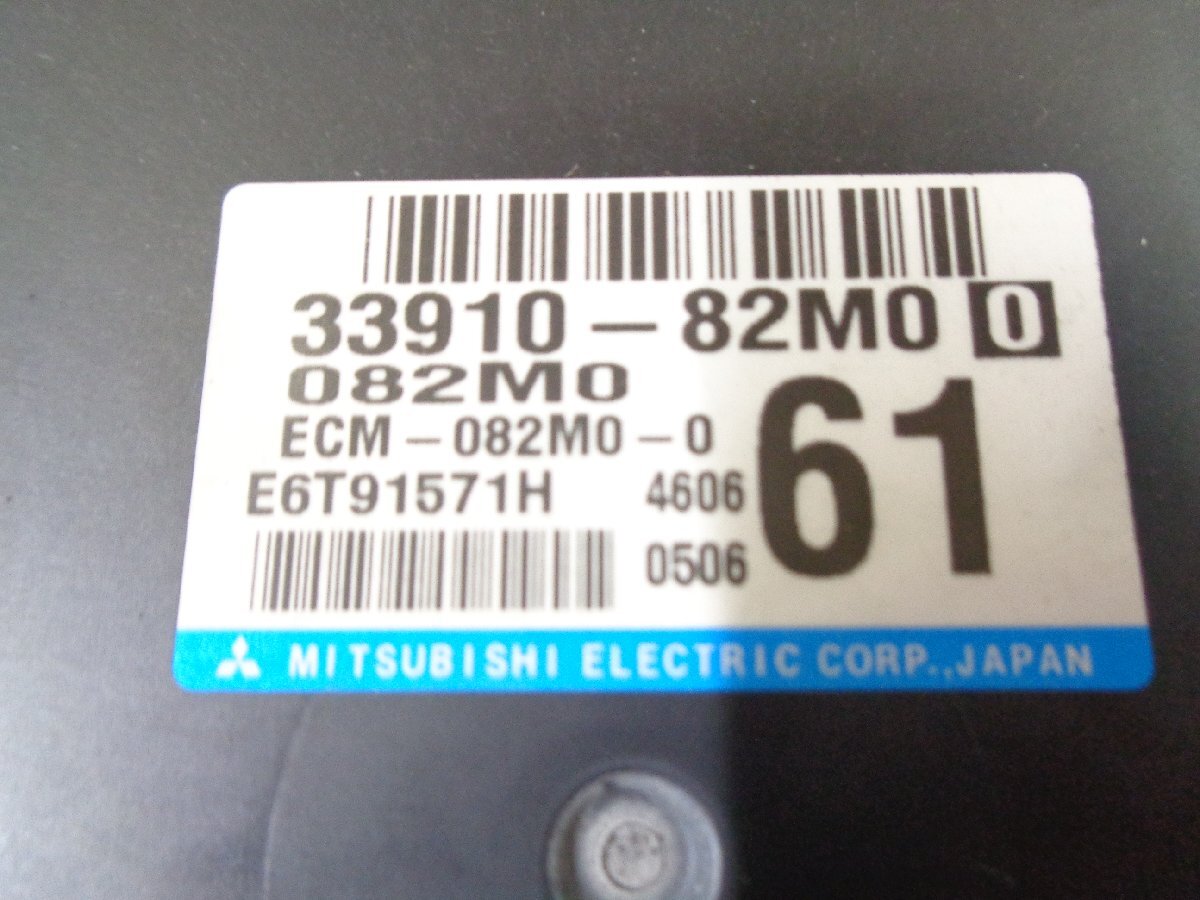 33910-82M0 0
082M0
ECM-082M0-0
61
E6T91571H 4606
0506
MITSUBISHI ELECTRIC CORP.,JAPAN